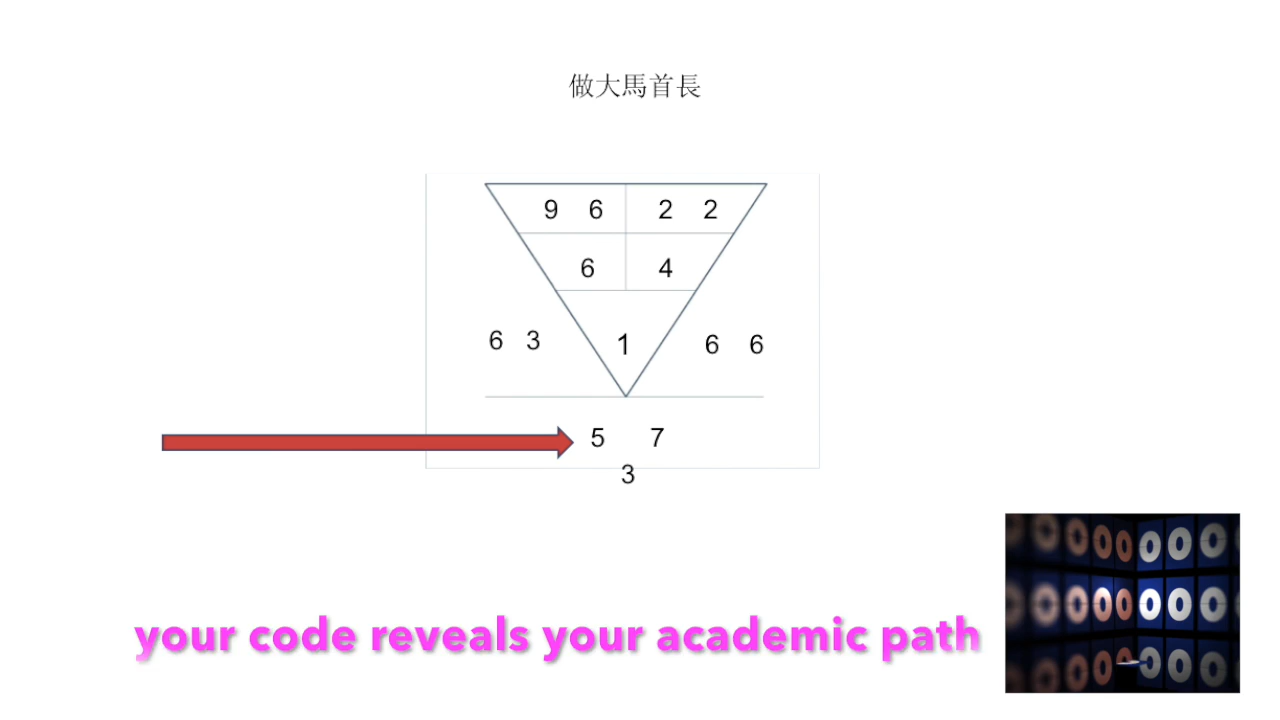 做大馬首長
9 6 2 2
6 4
6 3 1 6 6
5 7
3
your code reveals your academic path